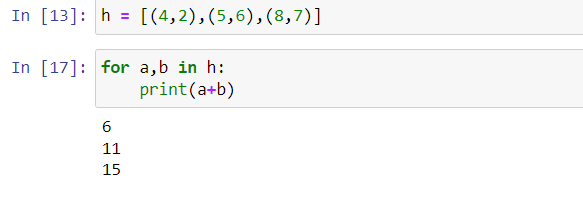 In [13]: h = [(4,2),(5,6),(8,7)]
In [17]: for a,b in h:
print(a+b)
6
11
15